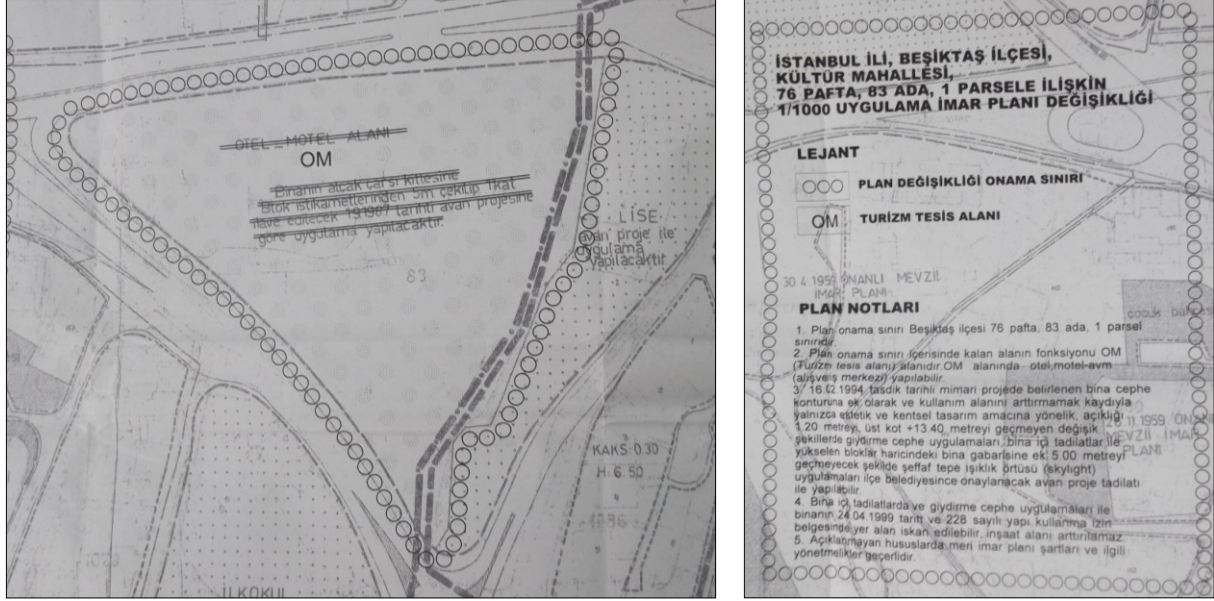 OTEL - MOTEL ALANI
OM
Binanın alçak çarşı kitlesine
Blok istikametlerinden 5m çekilip 1kat
ilave edilecek tarihli avan projesine
göre uygulama yapılacaktır.
LİSE
avan proje ile
uygulama
yapılacaktır
83
KAKS:0.30
H:6.50
İLKOKUL
İSTANBUL İLİ, BEŞİKTAŞ İLÇESİ,
KÜLTÜR MAHALLESİ,
76 PAFTA, 83 ADA, 1 PARSELE İLİŞKİN
1/1000 UYGULAMA İMAR PLANI DEĞİŞİKLİĞİ
LEJANT
PLAN DEĞİŞİKLİĞİ ONAMA SINIRI
OM TURİZM TESİS ALANI
30.4.1959 ONANLI MEVZİİ
İMAR PLANI
PLAN NOTLARI
1. Plan onama sınırı Beşiktaş ilçesi 76 pafta, 83 ada, 1 parsel
sınırıdır.
2. Plan onama sınırı içerisinde kalan alanın fonksiyonu OM
(Turizm tesis alanı) alanıdır.OM alanında otel,motel-avm
(alışveriş merkezi) yapılabilir.
3. 16.02.1994 tasdik tarihli mimari projede belirlenen bina cephe
konturuna ek olarak ve kullanım alanını arttırmamak kaydıyla
yalnızca estetik ve kentsel tasarım amacına yönelik, açıklığı
1.20 metreyi, üst kot +13.40 metreyi geçmeyen değişik
şekillerde giydirme cephe uygulamaları, bina içi tadilatlar ile
yükselen bloklar haricindeki bina gabarisine ek 5.00 metreyi
geçmeyecek şekilde şeffaf tepe ışıklık örtüsü (skylight)
uygulamaları ilçe belediyesince onaylanacak avan proje tadilatı
ile yapılabilir.
4. Bina içi tadilatlarda ve giydirme cephe uygulamaları ile
binanın 24.04.1999 tarih ve 228 sayılı yapı kullanma izin
belgesinde yer alan iskan edilebilir, inşaat alanı arttırılamaz.
5. Açıklanmayan hususlarda meri imar planı şartları ve ilgili
yönetmelikler geçerlidir.
11.1959
MEVZİİ İMAR
PLANI